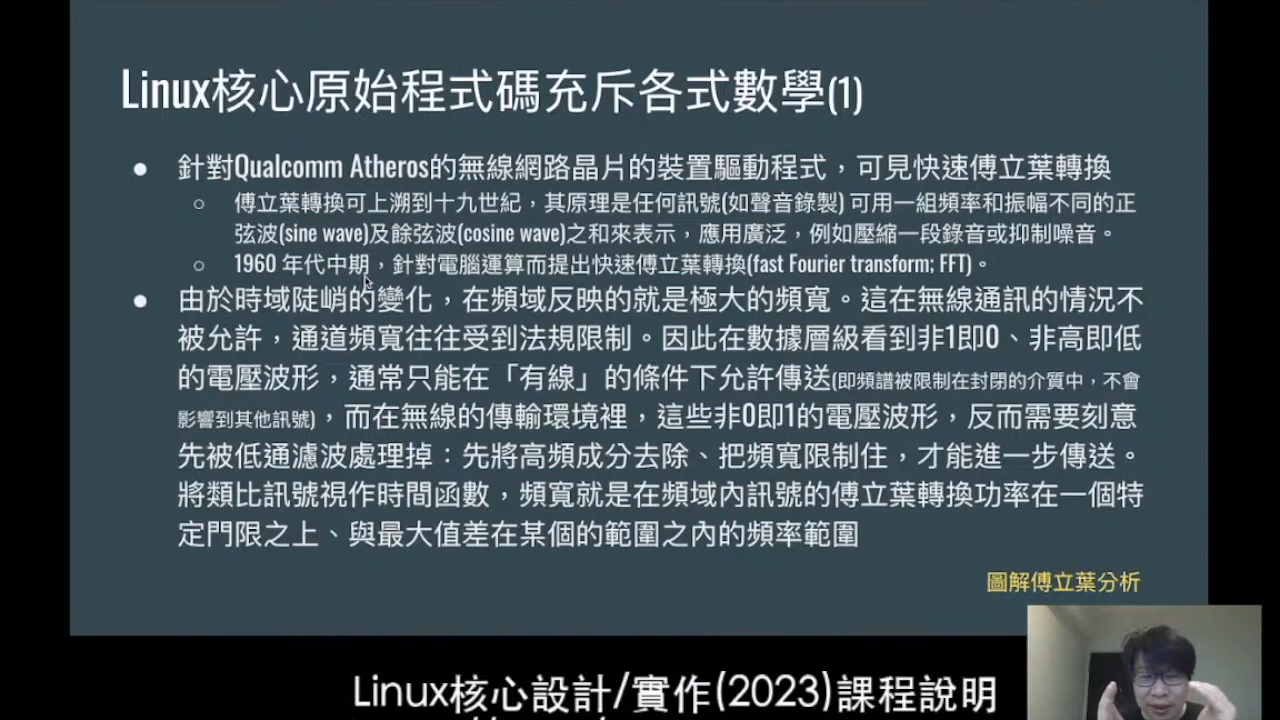 Linux核心原始程式碼充斥各式數學(1)
● 針對Qualcomm Atheros的無線網路晶片的裝置驅動程式，可見快速傅立葉轉換
○ 傅立葉轉換可上溯到十九世紀，其原理是任何訊號(如聲音錄製) 可用一組頻率和振幅不同的正
弦波(sine wave)及餘弦波(cosine wave)之和來表示，應用廣泛，例如壓縮一段錄音或抑制噪音。
○ 1960 年代中期，針對電腦運算而提出快速傅立葉轉換(fast Fourier transform; FFT)。
● 由於時域陡峭的變化，在頻域反映的就是極大的頻寬。這在無線通訊的情況不
被允許，通道頻寬往往受到法規限制。因此在數據層級看到非1即0、非高即低
的電壓波形，通常只能在「有線」的條件下允許傳送(即頻譜被限制在封閉的介質中，不會
影響到其他訊號)，而在無線的傳輸環境裡，這些非0即1的電壓波形，反而需要刻意
先被低通濾波處理掉：先將高頻成分去除、把頻寬限制住，才能進一步傳送。
將類比訊號視作時間函數，頻寬就是在頻域內訊號的傅立葉轉換功率在一個特
定門限之上、與最大值差在某個的範圍之內的頻率範圍
圖解傅立葉分析
Linux核心設計/實作(2023)課程說明